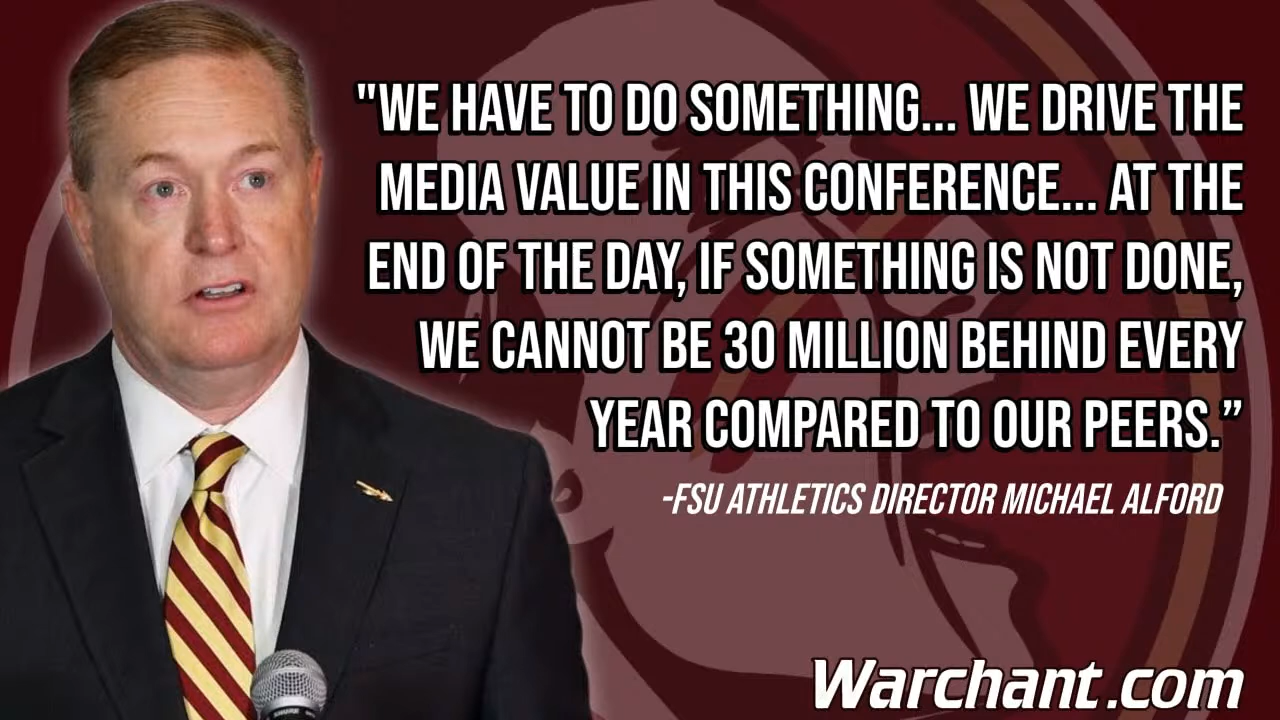 "WE HAVE TO DO SOMETHING... WE DRIVE THE
MEDIA VALUE IN THIS CONFERENCE... AT THE
END OF THE DAY, IF SOMETHING IS NOT DONE,
WE CANNOT BE 30 MILLION BEHIND EVERY
YEAR COMPARED TO OUR PEERS.”
-FSU ATHLETICS DIRECTOR MICHAEL ALFORD
SHURE
Warchant.com